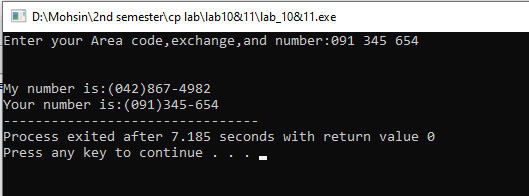 D:\Mohsin\2nd semester\cp lab\lab10&11\lab_10&11.exe
Enter your Area code,exchange,and number:091 345 654
My number is:(042)867-4982
Your number is:(091)345-654
--------------------------------
Process exited after 7.185 seconds with return value 0
Press any key to continue . . .